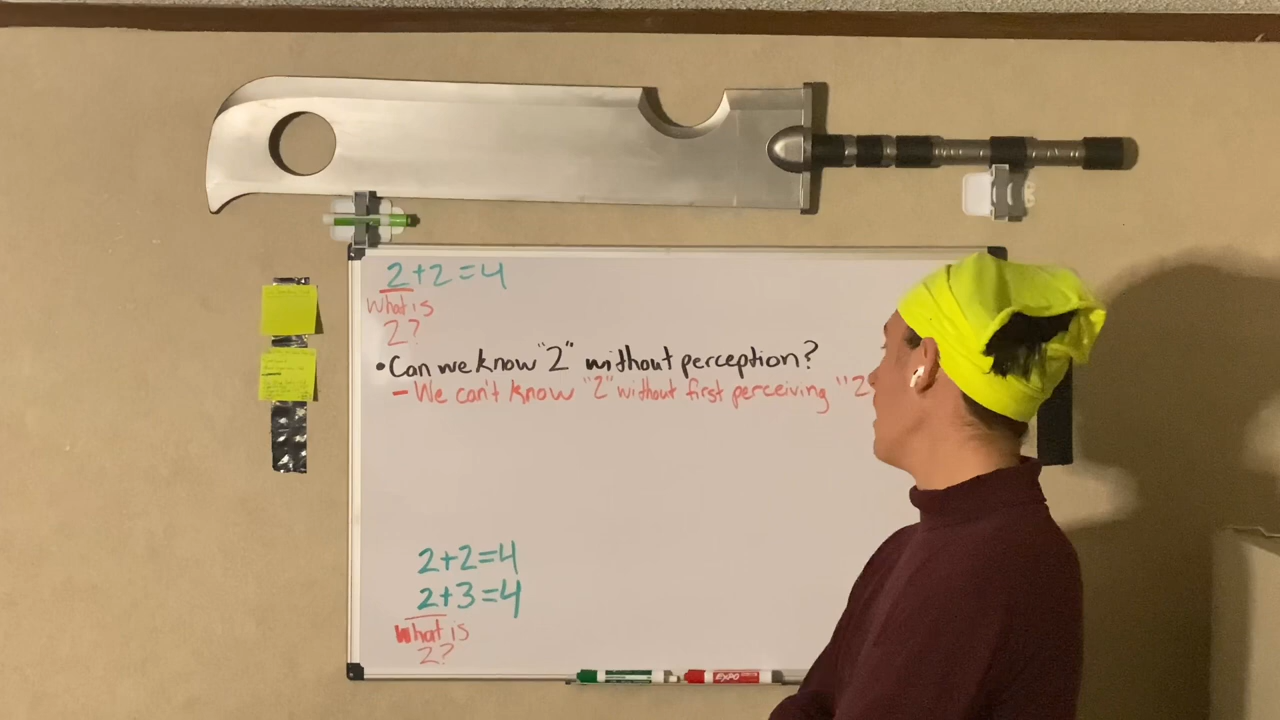 2+2=4
What is
2?
•Can we know "2" without perception?
- We can't know "2" without first perceiving "2
2+2=4
2+3=4
What is
2?
EXPO